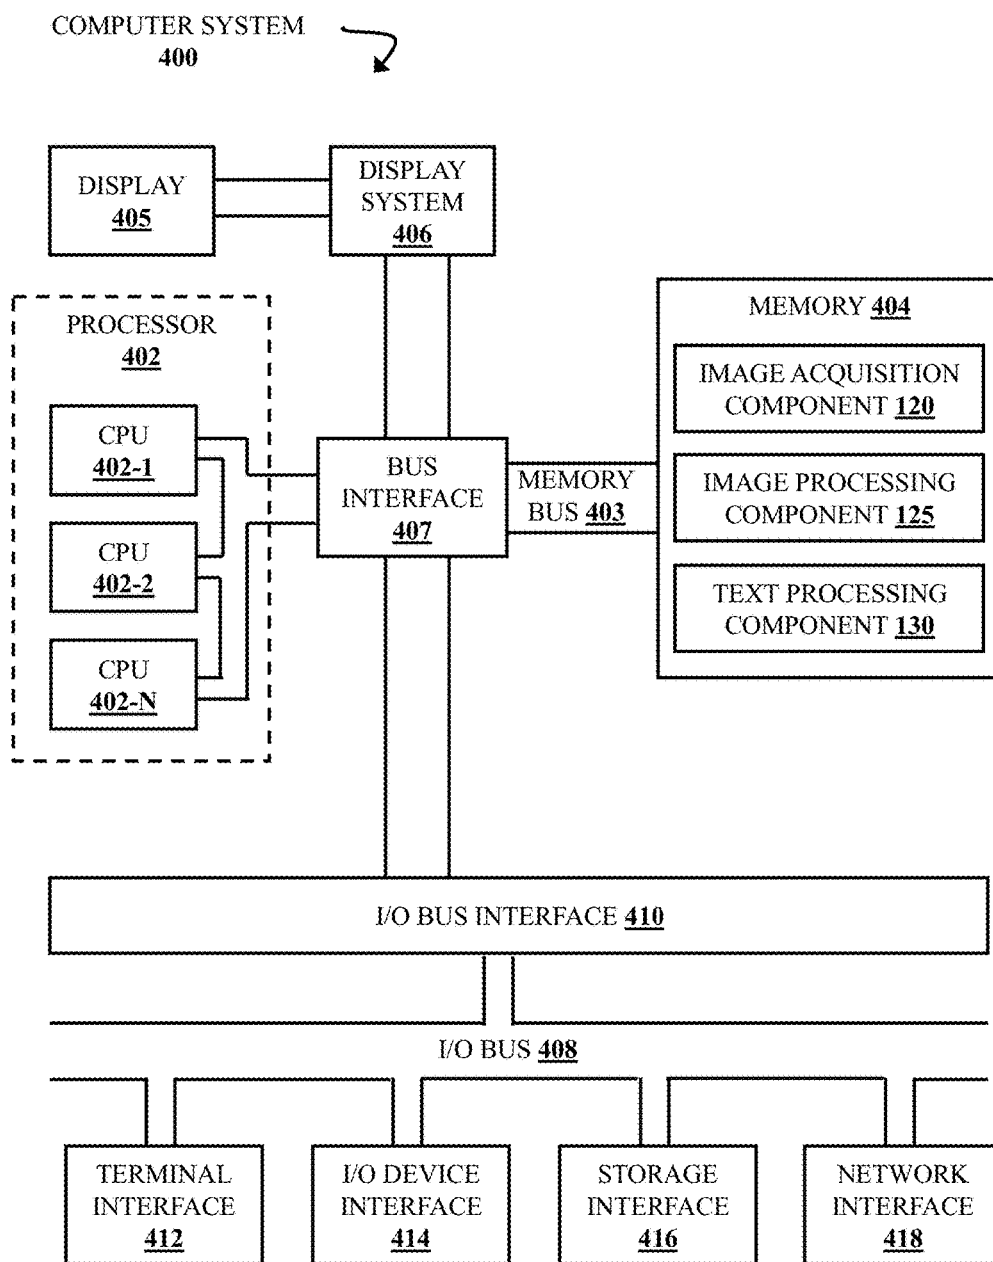 COMPUTER SYSTEM
400
DISPLAY
405
DISPLAY
SYSTEM
406
PROCESSOR
402
CPU
402-1
CPU
402-2
CPU
402-N
BUS
INTERFACE
407
MEMORY
BUS 403
MEMORY 404
IMAGE ACQUISITION
COMPONENT 120
IMAGE PROCESSING
COMPONENT 125
TEXT PROCESSING
COMPONENT 130
I/O BUS INTERFACE 410
I/O BUS 408
TERMINAL
INTERFACE
412
I/O DEVICE
INTERFACE
414
STORAGE
INTERFACE
416
NETWORK
INTERFACE
418